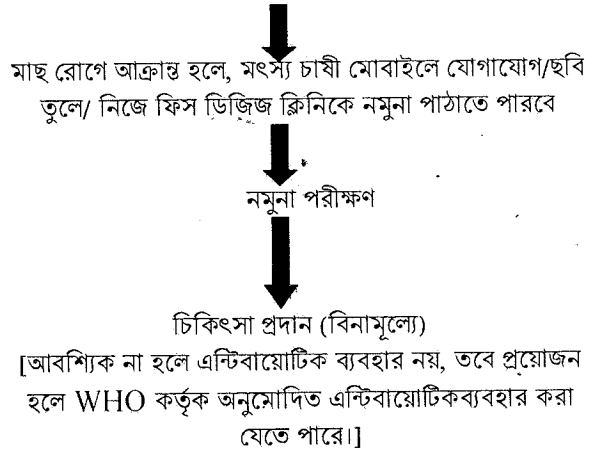 মাছ রোগে আক্রান্ত হলে, মৎস্য চাষী মোবাইলে যোগাযোগ/ছবি
তুলে/ নিজে ফিস ডিজিজ ক্লিনিকে নমুনা পাঠাতে পারবে
নমুনা পরীক্ষণ
চিকিৎসা প্রদান (বিনামূল্যে)
[আবশ্যিক না হলে এন্টিবায়োটিক ব্যবহার নয়, তবে প্রয়োজন
হলে WHO কর্তৃক অনুমোদিত এন্টিবায়োটিকব্যবহার করা
যেতে পারে।]